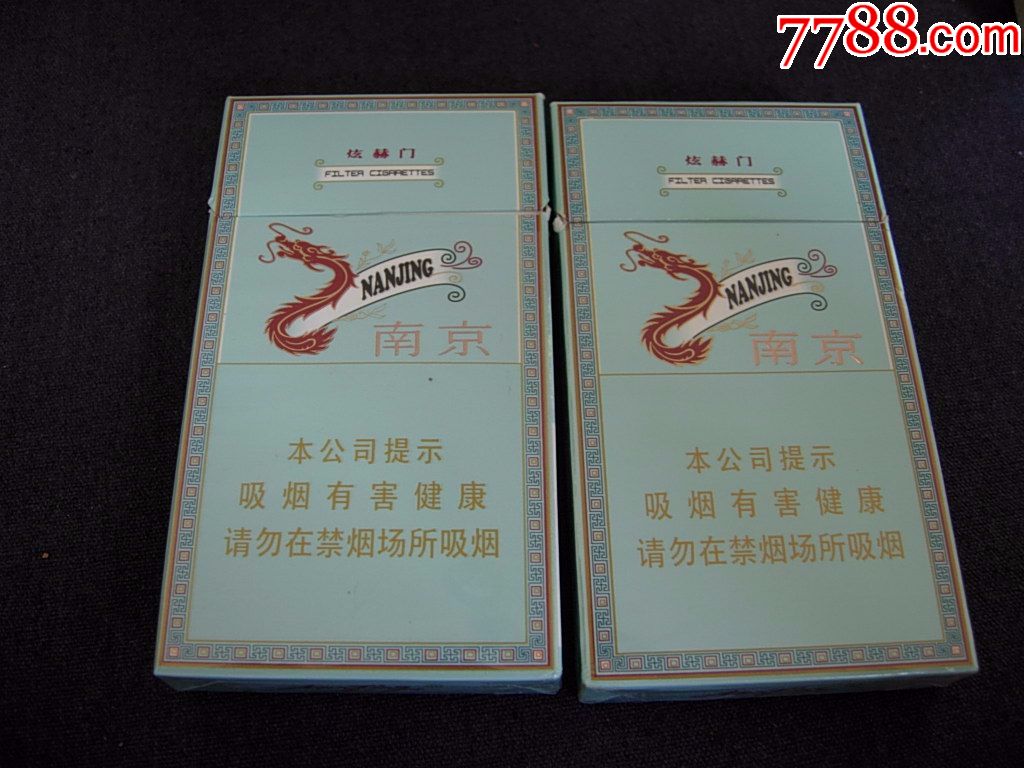 7788.com
炫赫门
FILTER CIGARETTES
NANJING
南京
本公司提示
吸烟有害健康
请勿在禁烟场所吸烟
炫赫门
FILTER CIGARETTES
NANJING
南京
本公司提示
吸烟有害健康
请勿在禁烟场所吸烟